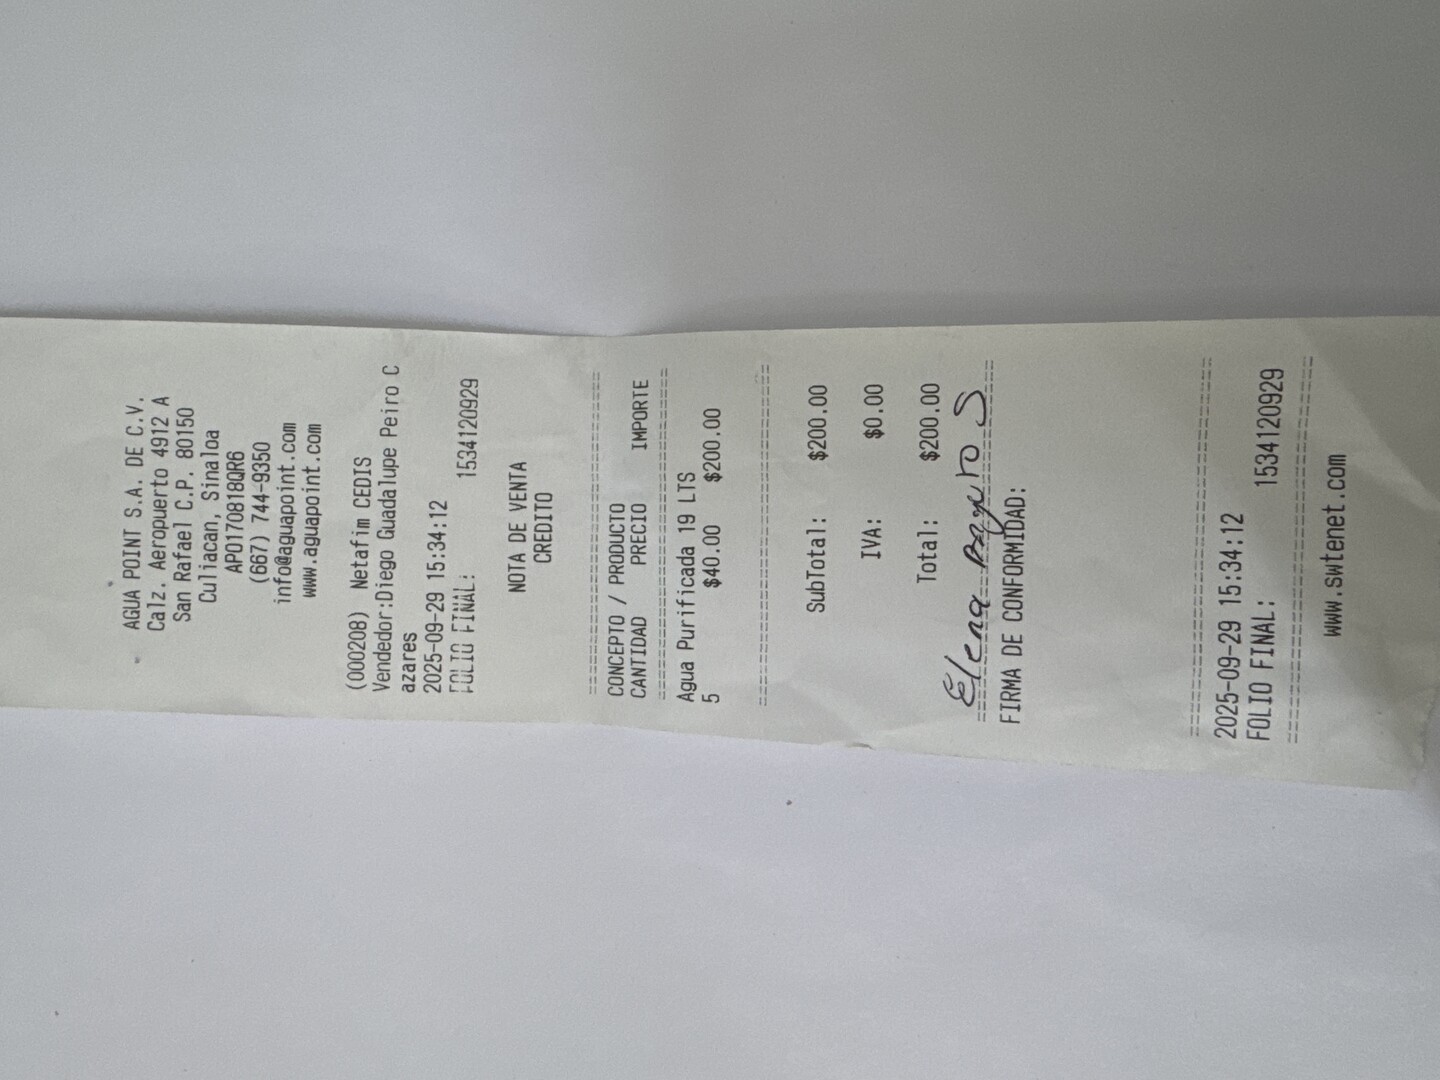 AGUA POINT S.A. DE C.V.
Calz. Aeropuerto 4912 A
San Rafael C.P. 80150
Culiacan, Sinaloa
APO170818QR6
(667) 744-9350
info@aguapoint.com
www.aguapoint.com
(000208) Netafim CEDIS
Vendedor:Diego Guadalupe Peiro C
azares
2025-09-29 15:34:12
FOLIO FINAL: 1534120929
NOTA DE VENTA
CREDITO
CONCEPTO / PRODUCTO
CANTIDAD PRECIO IMPORTE
Agua Purificada 19 LTS
5 $40.00 $200.00
SubTotal: $200.00
IVA: $0.00
Total: $200.00
Elena
FIRMA DE CONFORMIDAD:
2025-09-29 15:34:12
FOLIO FINAL: 1534120929
www.swtenet.com